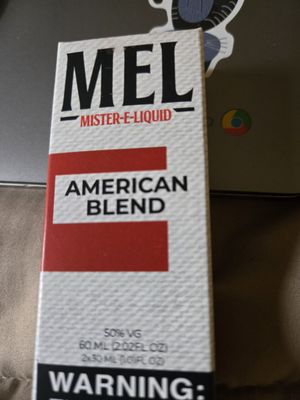 MEL
MISTER-E-LIQUID
AMERICAN
BLEND
50% VG
60 ML (2.02FL OZ)
2x30 ML (1.01FL OZ)
WARNING: